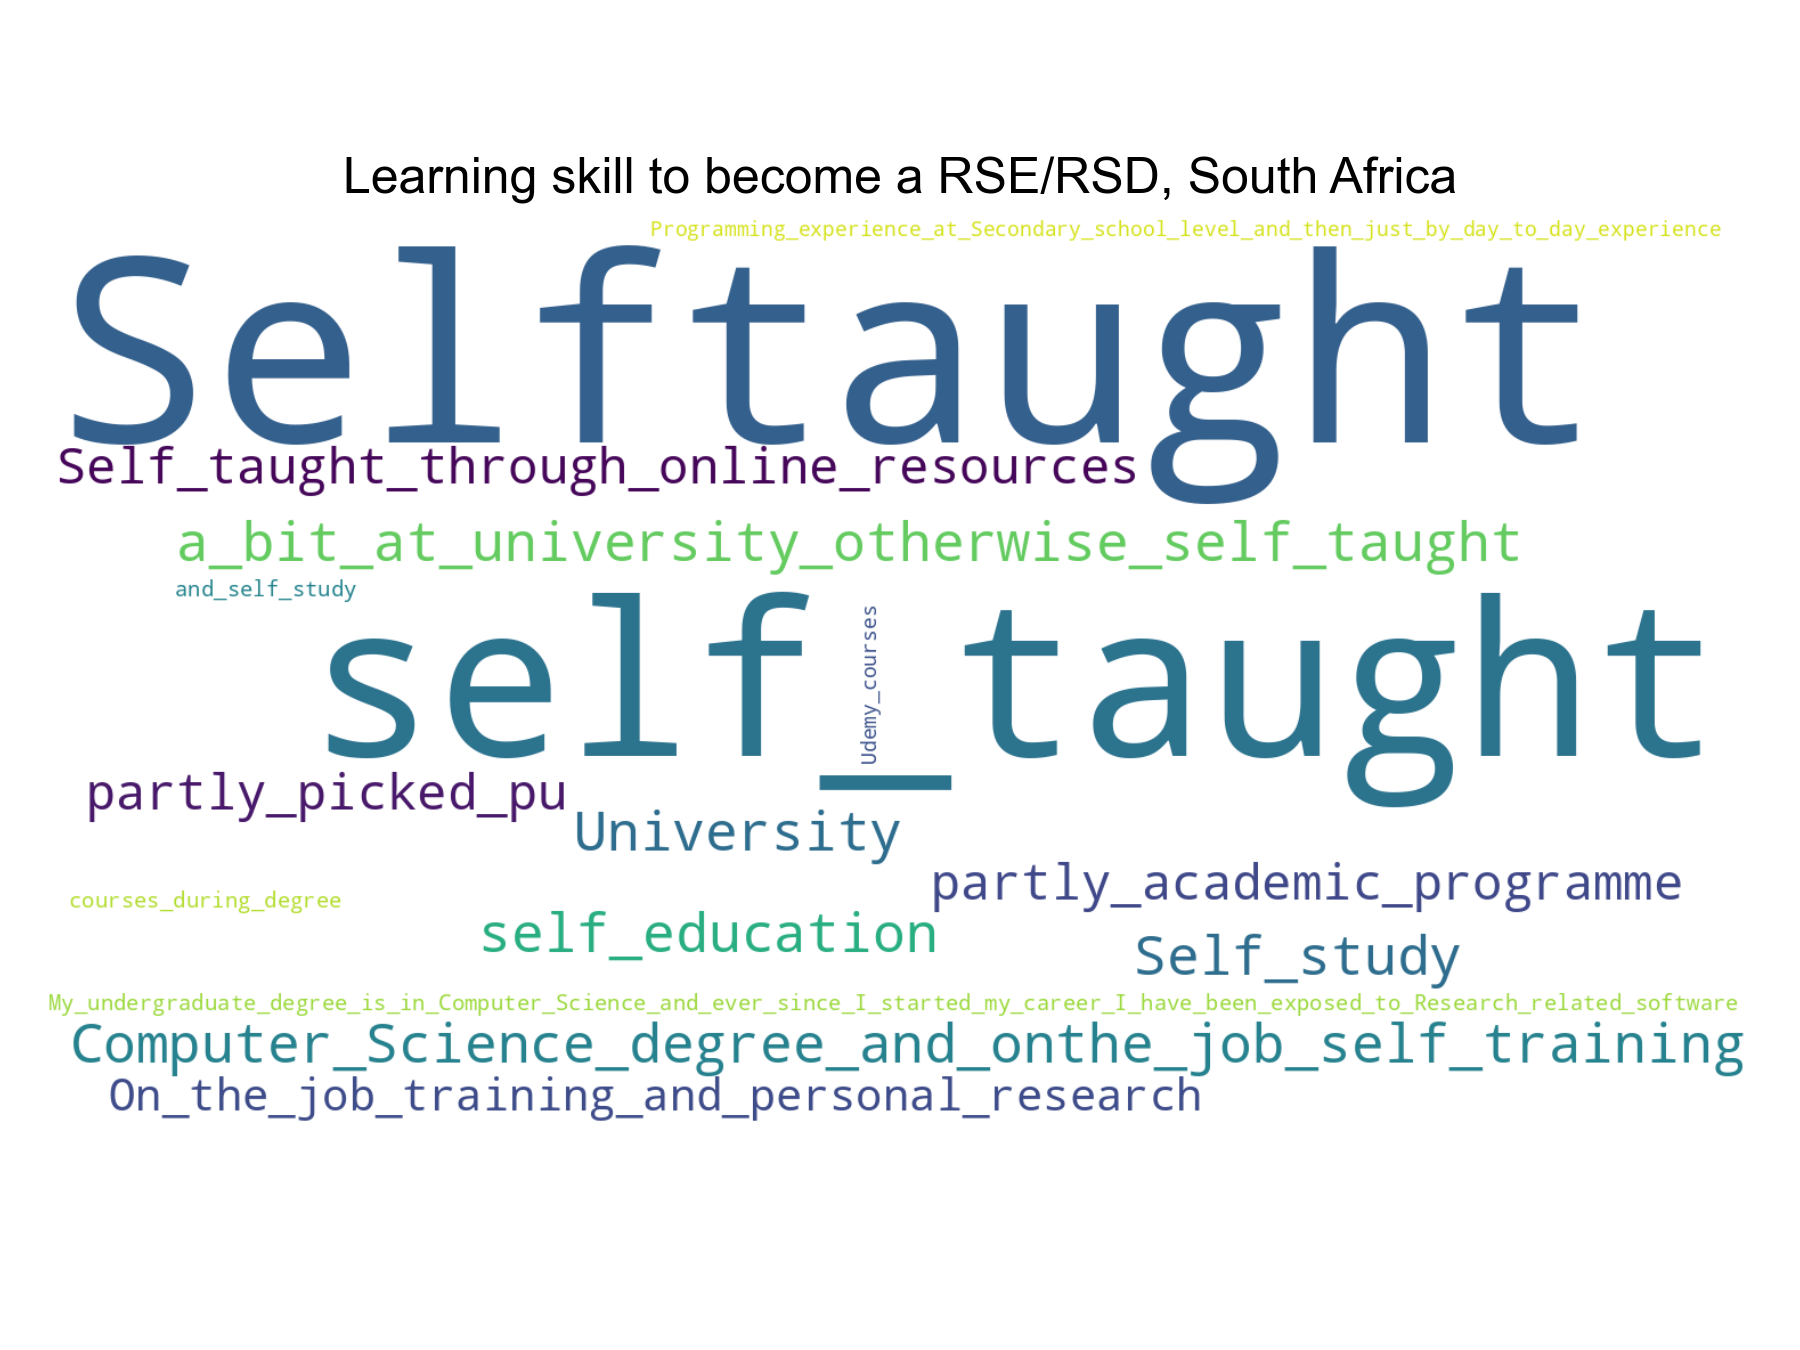 Learning skill to become a RSE/RSD, South Africa
Programming_experience_at_Secondary_school_level_and_then_just_by_day_to_day_experience
Selftaught
Self_taught_through_online_resources
a_bit_at_university_otherwise_self_taught
and_self_study
self_taught
Udemy_courses
partly_picked_pu
University
partly_academic_programme
courses_during_degree
self_education
Self_study
My_undergraduate_degree_is_in_Computer_Science_and_ever_since_I_started_my_career_I_have_been_exposed_to_Research_related_software
Computer_Science_degree_and_onthe_job_self_training
On_the_job_training_and_personal_research